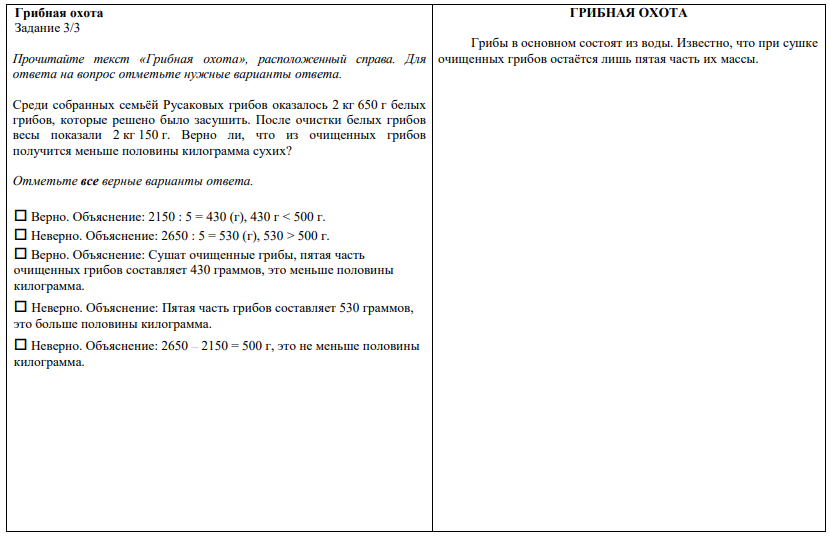 Грибная охота
Задание 3/3
Прочитайте текст «Грибная охота», расположенный справа. Для
ответа на вопрос отметьте нужные варианты ответа.
Среди собранных семьёй Русаковых грибов оказалось 2 кг 650 г белых
грибов, которые решено было засушить. После очистки белых грибов
весы показали 2 кг 150 г. Верно ли, что из очищенных грибов
получится меньше половины килограмма сухих?
Отметьте все верные варианты ответа.
Верно. Объяснение: 2150 : 5 = 430 (г), 430 г < 500 г.
Неверно. Объяснение: 2650 : 5 = 530 (г), 530 > 500 г.
Верно. Объяснение: Сушат очищенные грибы, пятая часть
очищенных грибов составляет 430 граммов, это меньше половины
килограмма.
Неверно. Объяснение: Пятая часть грибов составляет 530 граммов,
это больше половины килограмма.
Неверно. Объяснение: 2650 – 2150 = 500 г, это не меньше половины
килограмма.
ГРИБНАЯ ОХОТА
Грибы в основном состоят из воды. Известно, что при сушке
очищенных грибов остаётся лишь пятая часть их массы.